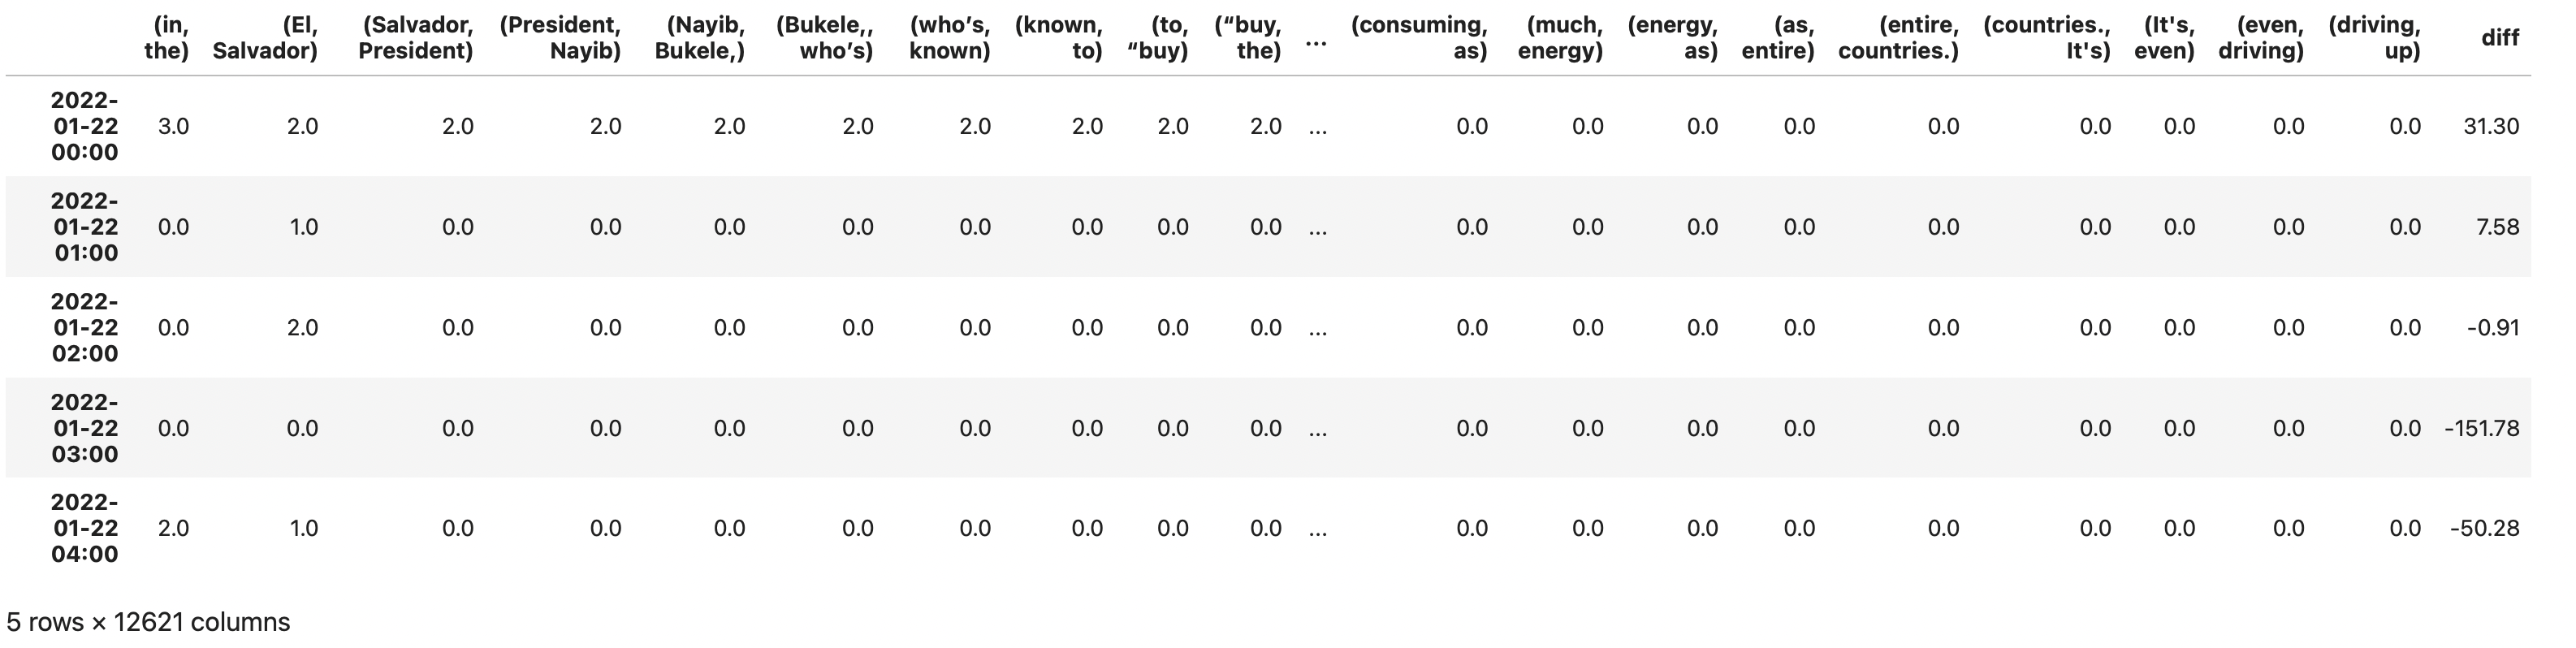 (in, (El, (Salvador, (President, (Nayib, (Bukele,, (who’s, (known, (to, (“buy, ... (consuming, (much, (energy, (as, (entire, (countries., (It's, (even, (driving, diff
the) Salvador) President) Nayib) Bukele,) who’s) known) to) “buy) the) as) energy) as) entire) countries.) It's) even) driving) up)
2022-
01-22 3.0 2.0 2.0 2.0 2.0 2.0 2.0 2.0 2.0 2.0 ... 0.0 0.0 0.0 0.0 0.0 0.0 0.0 0.0 0.0 31.30
00:00
2022-
01-22 0.0 1.0 0.0 0.0 0.0 0.0 0.0 0.0 0.0 0.0 ... 0.0 0.0 0.0 0.0 0.0 0.0 0.0 0.0 0.0 7.58
01:00
2022-
01-22 0.0 2.0 0.0 0.0 0.0 0.0 0.0 0.0 0.0 0.0 ... 0.0 0.0 0.0 0.0 0.0 0.0 0.0 0.0 0.0 -0.91
02:00
2022-
01-22 0.0 0.0 0.0 0.0 0.0 0.0 0.0 0.0 0.0 0.0 ... 0.0 0.0 0.0 0.0 0.0 0.0 0.0 0.0 0.0 -151.78
03:00
2022-
01-22 2.0 1.0 0.0 0.0 0.0 0.0 0.0 0.0 0.0 0.0 ... 0.0 0.0 0.0 0.0 0.0 0.0 0.0 0.0 0.0 -50.28
04:00
5 rows × 12621 columns